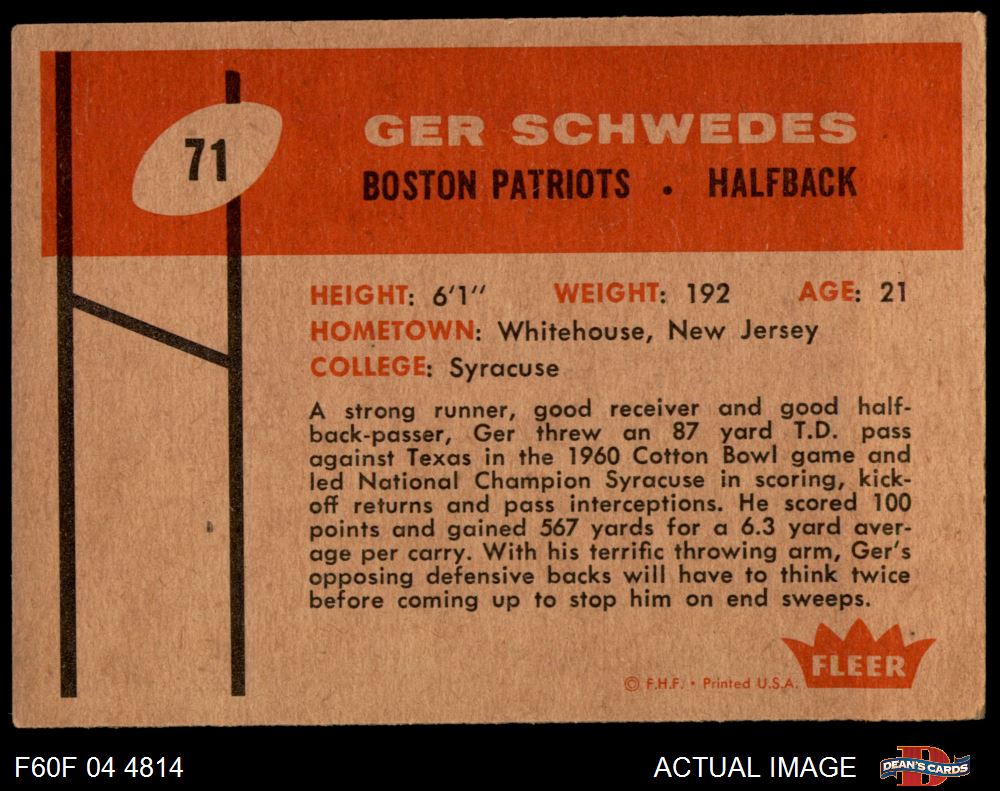 71
GER SCHWEDES
BOSTON PATRIOTS • HALFBACK
HEIGHT: 6'1" WEIGHT: 192 AGE: 21
HOMETOWN: Whitehouse, New Jersey
COLLEGE: Syracuse
A strong runner, good receiver and good half-
back-passer, Ger threw an 87 yard T.D. pass
against Texas in the 1960 Cotton Bowl game and
led National Champion Syracuse in scoring, kick-
off returns and pass interceptions. He scored 100
points and gained 567 yards for a 6.3 yard aver-
age per carry. With his terrific throwing arm, Ger's
opposing defensive backs will have to think twice
before coming up to stop him on end sweeps.
FLEER
© F.H.F. • Printed U.S.A.
F60F 04 4814
ACTUAL IMAGE
D
DEAN'S CARDS